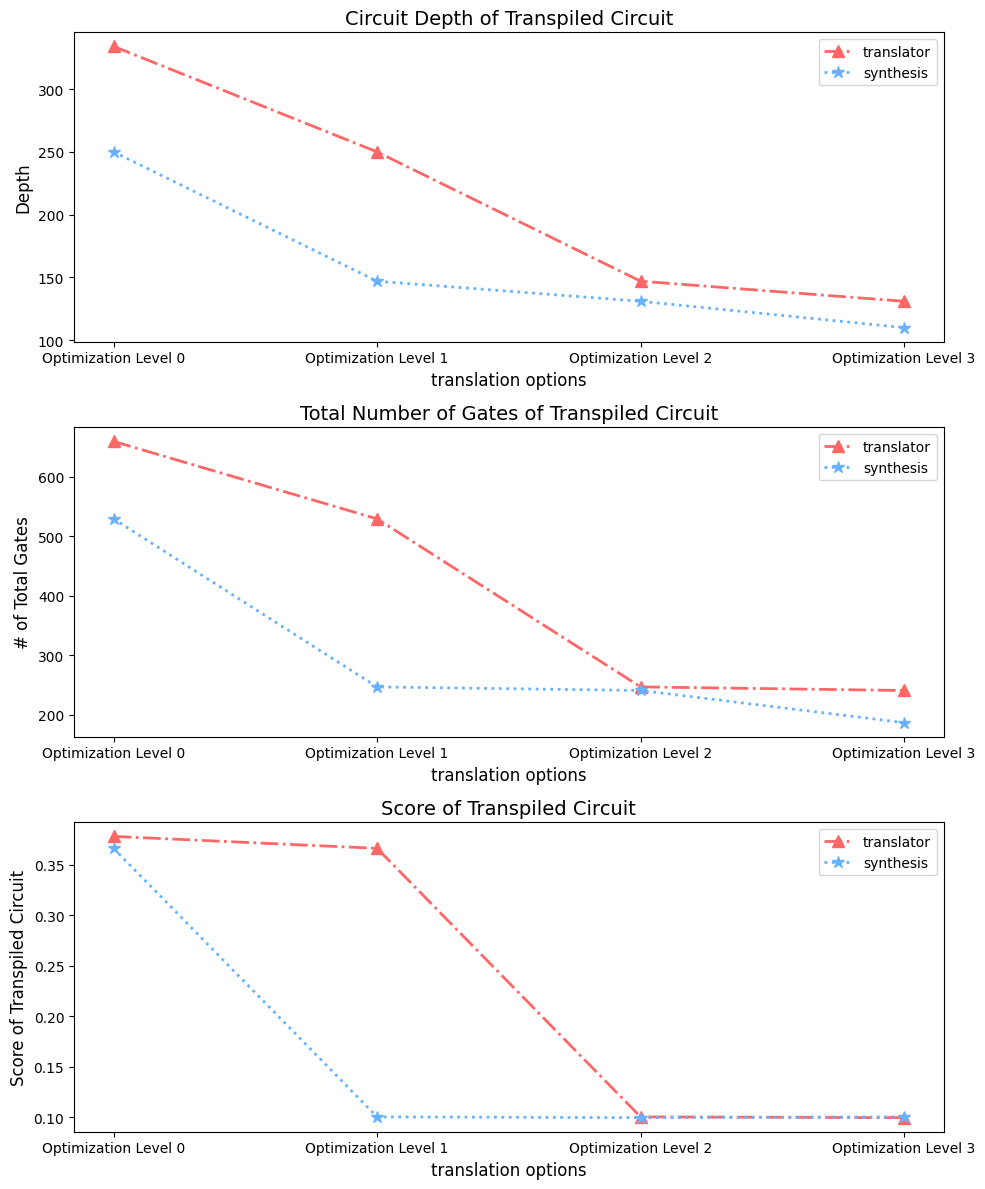 Circuit Depth of Transpiled Circuit
translator
synthesis
Depth
300
250
200
150
100
Optimization Level 0 Optimization Level 1 Optimization Level 2 Optimization Level 3
translation options
Total Number of Gates of Transpiled Circuit
translator
synthesis
# of Total Gates
600
500
400
300
200
Optimization Level 0 Optimization Level 1 Optimization Level 2 Optimization Level 3
translation options
Score of Transpiled Circuit
translator
synthesis
Score of Transpiled Circuit
0.35
0.30
0.25
0.20
0.15
0.10
Optimization Level 0 Optimization Level 1 Optimization Level 2 Optimization Level 3
translation options